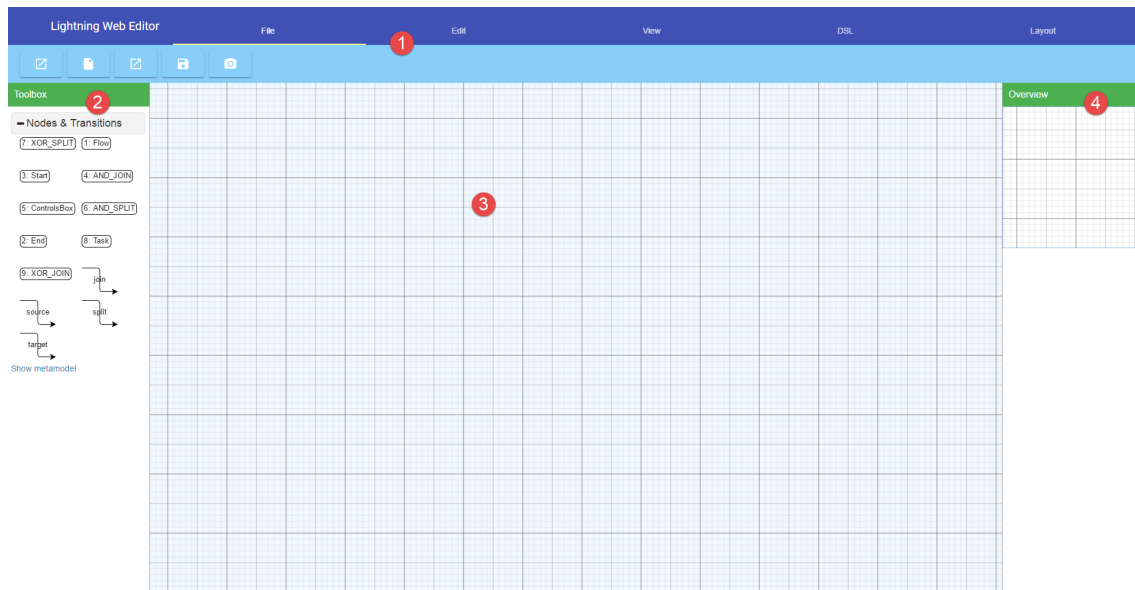 Lightning Web Editor File Edit View DSL Layout
1
Toolbox
2
Overview
4
Nodes & Transitions
7: XOR_SPLIT 1: Flow
3: Start 4: AND_JOIN
5: ControlsBox 6: AND_SPLIT
3
2: End 8: Task
9: XOR_JOIN join
source split
target
Show metamodel